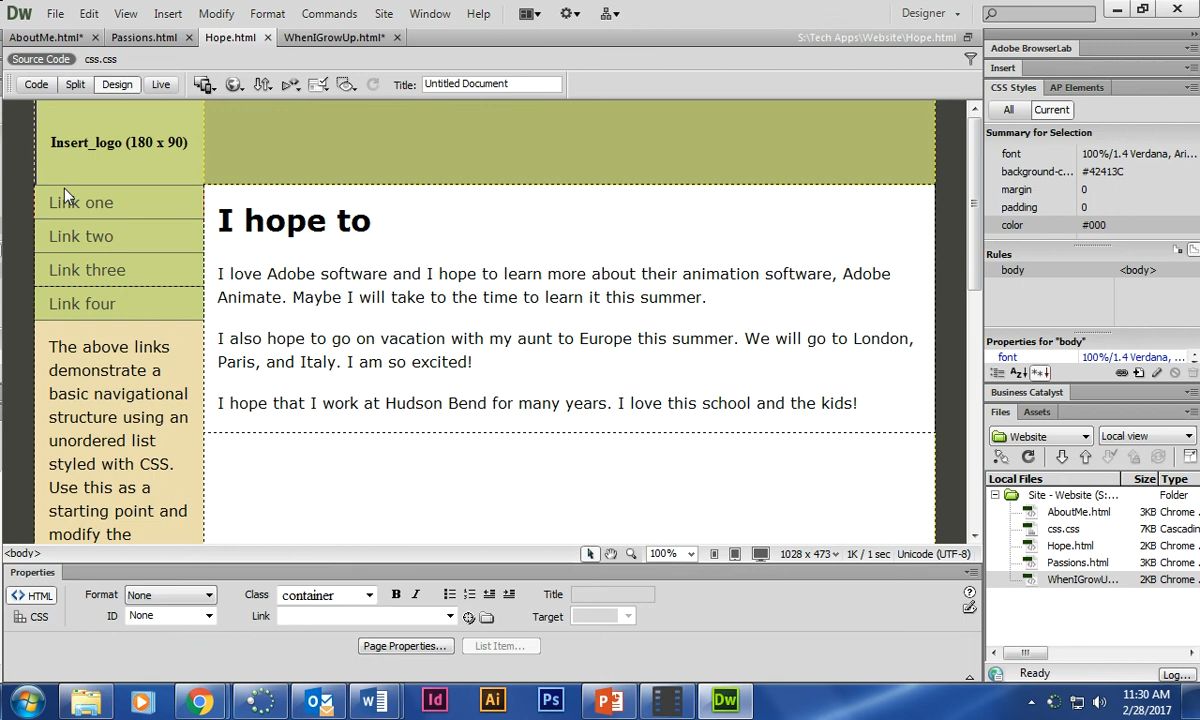 Dw File Edit View Insert Modify Format Commands Site Window Help Designer
AboutMe.html* Passions.html Hope.html WhenIGrowUp.html* S:\Tech Apps\Website\Hope.html
Source Code css.css
Code Split Design Live Title: Untitled Document
Insert_logo (180 x 90)
Link one
Link two
Link three
Link four
The above links
demonstrate a
basic navigational
structure using an
unordered list
styled with CSS.
Use this as a
starting point and
modify the
I hope to
I love Adobe software and I hope to learn more about their animation software, Adobe
Animate. Maybe I will take to the time to learn it this summer.
I also hope to go on vacation with my aunt to Europe this summer. We will go to London,
Paris, and Italy. I am so excited!
I hope that I work at Hudson Bend for many years. I love this school and the kids!
<body> 100% 1028 x 473 1K / 1 sec Unicode (UTF-8)
Properties
<> HTML Format None Class container B I Title
CSS ID None Link Target
Page Properties... List Item...
Adobe BrowserLab
Insert
CSS Styles AP Elements
All Current
Summary for Selection
font 100%/1.4 Verdana, Ari...
background-c... #42413C
margin 0
padding 0
color #000
Rules
body <body>
Properties for "body"
font 100%/1.4 Verdana, ...
Business Catalyst
Files Assets
Website Local view
Local Files Size Type
Site - Website (S:... Folder
AboutMe.html 3KB Chrome
css.css 7KB Cascadin
Hope.html 2KB Chrome
Passions.html 3KB Chrome
WhenIGrowU... 2KB Chrome
Ready Log...
Id Ai Ps Dw
11:30 AM
2/28/2017